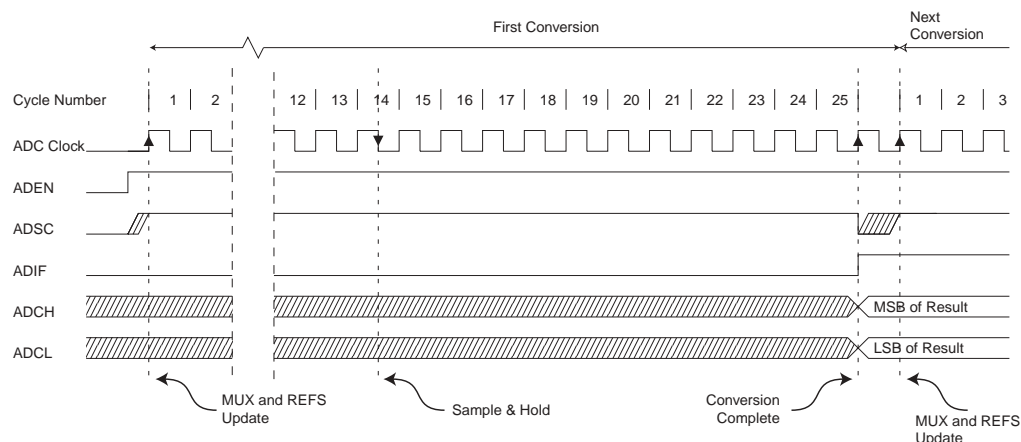 Next
Conversion
First Conversion
Cycle Number 1 2 12 13 14 15 16 17 18 19 20 21 22 23 24 25 1 2 3
ADC Clock
ADEN
ADSC
ADIF
ADCH MSB of Result
ADCL LSB of Result
MUX and REFS
Update
Sample & Hold
Conversion
Complete
MUX and REFS
Update